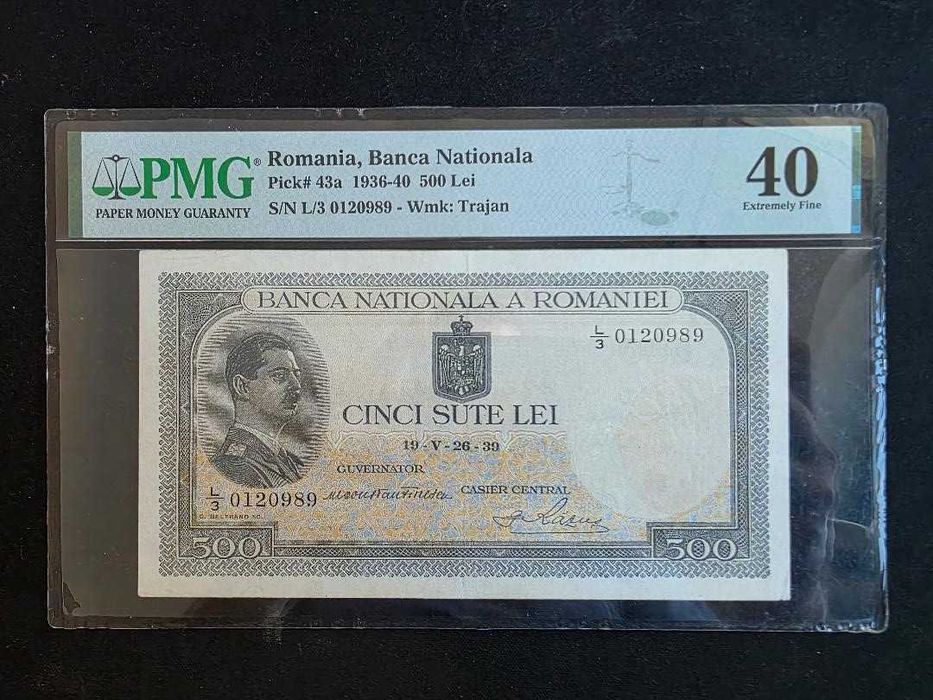 PMG®
PAPER MONEY GUARANTY
Romania, Banca Nationala
Pick# 43a 1936-40 500 Lei
S/N L/3 0120989 - Wmk: Trajan
40
Extremely Fine
BANCA NATIONALA A ROMANIEI
L/3 0120989
CINCI SUTE LEI
19-V-26-39
GUVERNATOR
L/3 0120989
CASIER CENTRAL
G. BELTRAND SC.
500
500